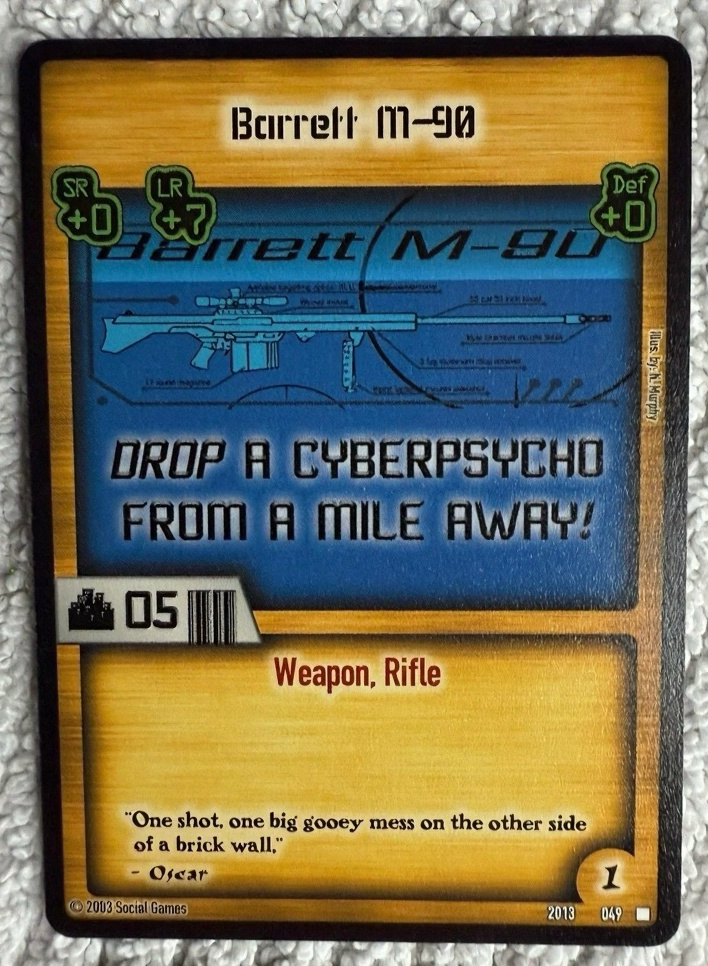 Barrett M-90
SR
+0
LR
+7
Def
+0
Barrett M-90
illus. by: N. Murphy
DROP A CYBERPSYCHO
FROM A MILE AWAY!
05
Weapon, Rifle
"One shot, one big gooey mess on the other side
of a brick wall."
- Oscar
1
© 2003 Social Games
2013 049